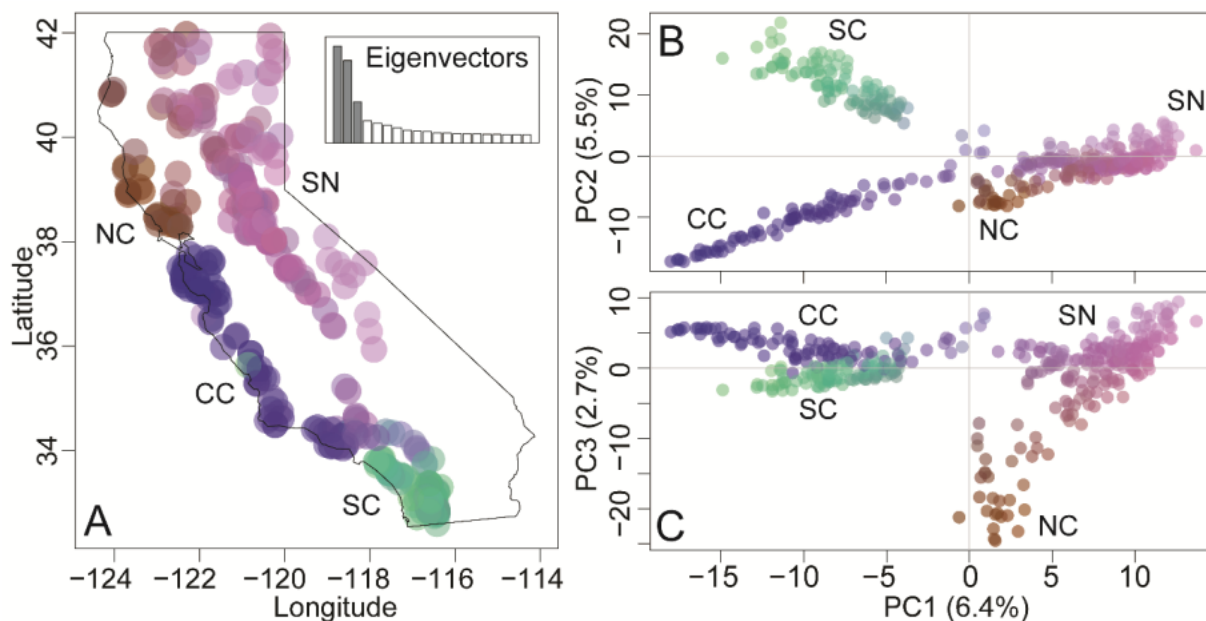 A
Eigenvectors
SN
NC
CC
SC
Latitude
42
40
38
36
34
−124 −122 −120 −118 −116 −114
Longitude
B
SC
SN
CC
NC
PC2 (5.5%)
20
10
0
−10
C
CC
SN
SC
NC
PC3 (2.7%)
10
0
−10
−20
−15 −10 −5 0 5 10
PC1 (6.4%)